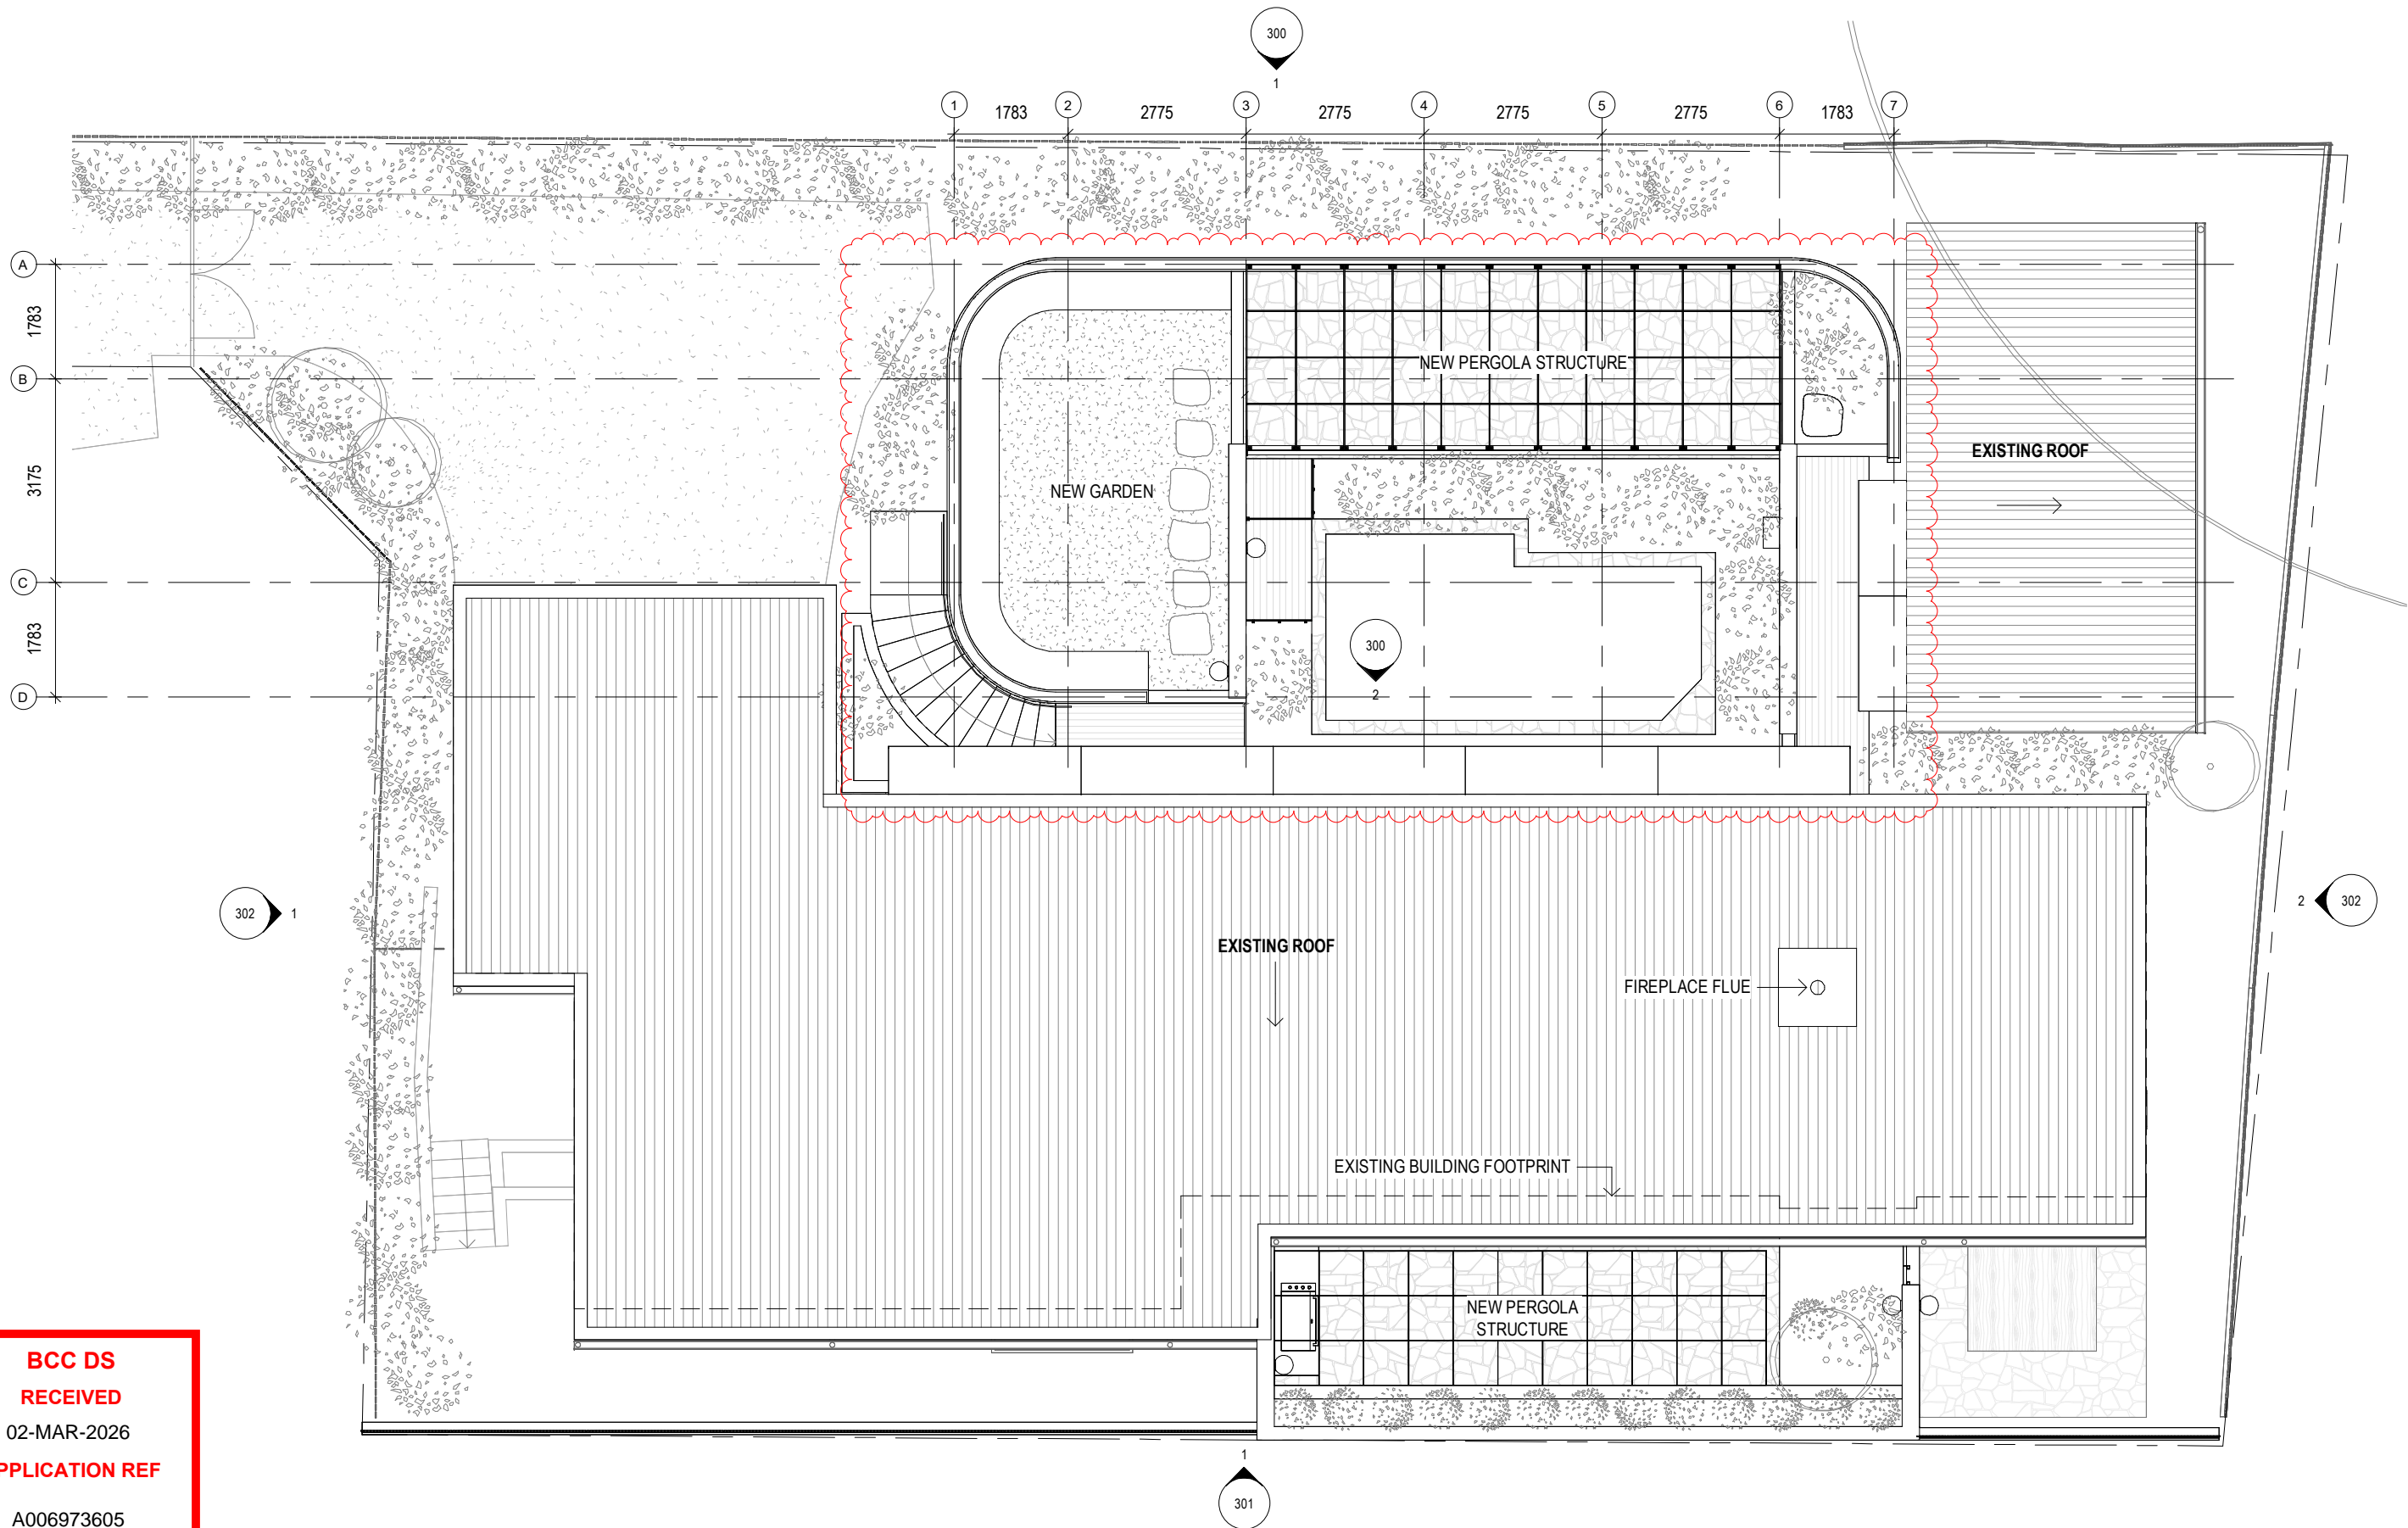 300
1
1
1783
2
2775
3
2775
4
2775
5
2775
6
1783
7
A
1783
B
3175
C
1783
D
NEW PERGOLA STRUCTURE
EXISTING ROOF
NEW GARDEN
300
2
302
1
2
302
EXISTING ROOF
FIREPLACE FLUE
EXISTING BUILDING FOOTPRINT
NEW PERGOLA
STRUCTURE
1
301
BCC DS
RECEIVED
02-MAR-2026
PPLICATION REF
A006973605